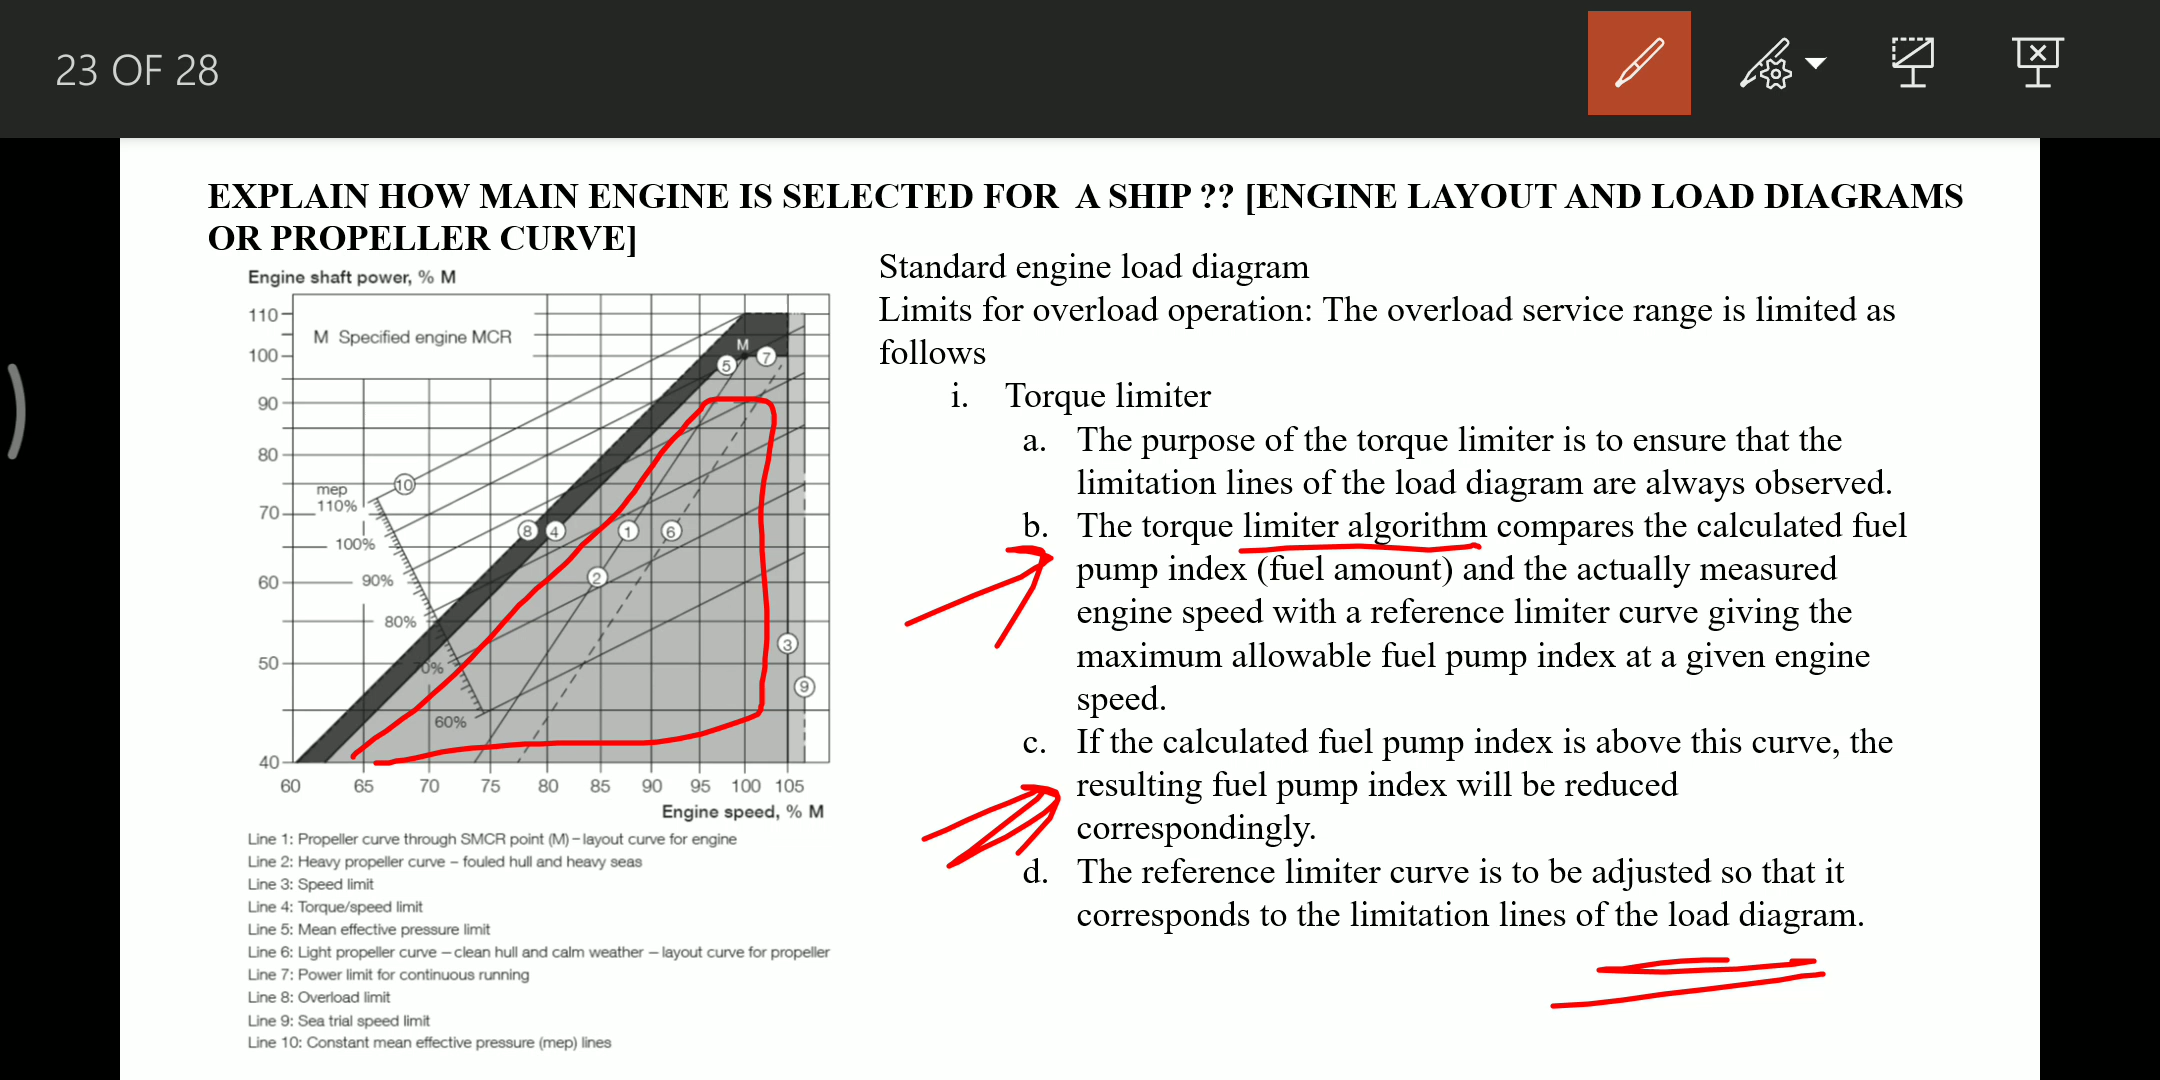 23 OF 28
EXPLAIN HOW MAIN ENGINE IS SELECTED FOR A SHIP ?? [ENGINE LAYOUT AND LOAD DIAGRAMS
OR PROPELLER CURVE]
Engine shaft power, % M
110
100
90
80
70
60
50
40
M Specified engine MCR
M
5
7
10
mep
110%
100%
90%
80%
70%
60%
8
4
1
6
2
3
9
60 65 70 75 80 85 90 95 100 105
Engine speed, % M
Line 1: Propeller curve through SMCR point (M) – layout curve for engine
Line 2: Heavy propeller curve – fouled hull and heavy seas
Line 3: Speed limit
Line 4: Torque/speed limit
Line 5: Mean effective pressure limit
Line 6: Light propeller curve – clean hull and calm weather – layout curve for propeller
Line 7: Power limit for continuous running
Line 8: Overload limit
Line 9: Sea trial speed limit
Line 10: Constant mean effective pressure (mep) lines
Standard engine load diagram
Limits for overload operation: The overload service range is limited as
follows
i. Torque limiter
a. The purpose of the torque limiter is to ensure that the
limitation lines of the load diagram are always observed.
b. The torque limiter algorithm compares the calculated fuel
pump index (fuel amount) and the actually measured
engine speed with a reference limiter curve giving the
maximum allowable fuel pump index at a given engine
speed.
c. If the calculated fuel pump index is above this curve, the
resulting fuel pump index will be reduced
correspondingly.
d. The reference limiter curve is to be adjusted so that it
corresponds to the limitation lines of the load diagram.